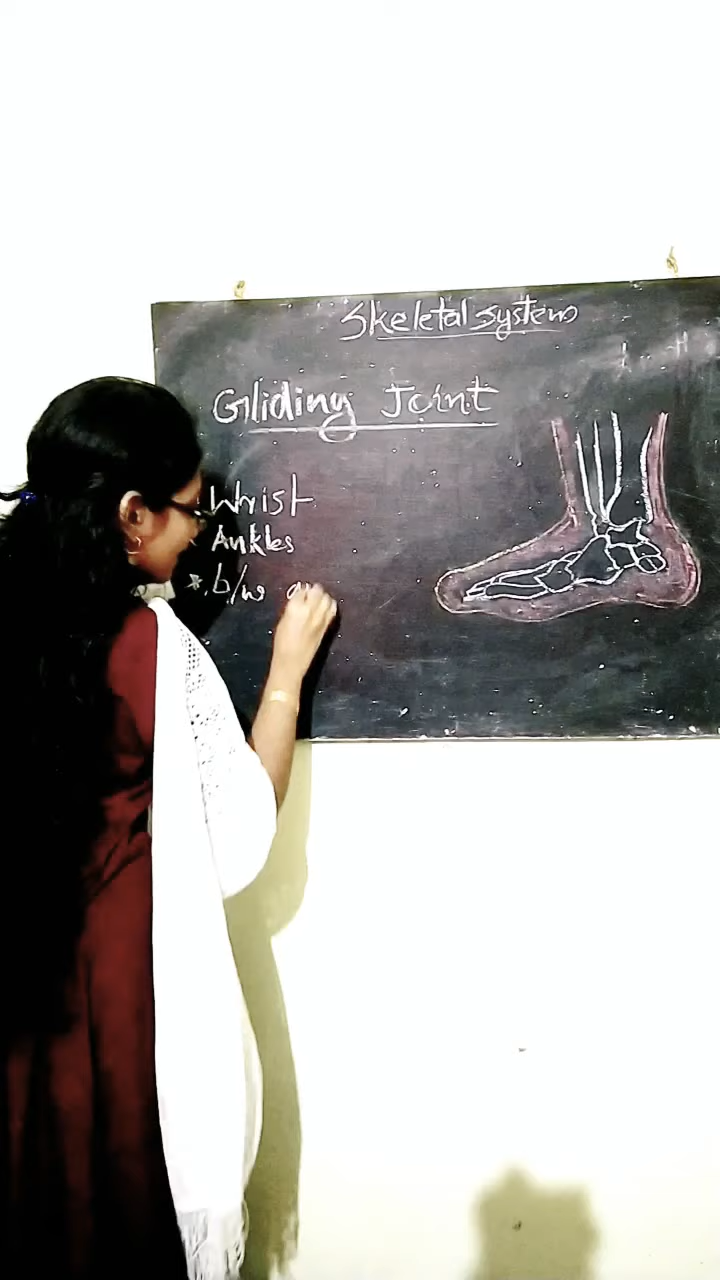 Skeletal system
Gliding Joint
Wrist
Ankles
* b/w